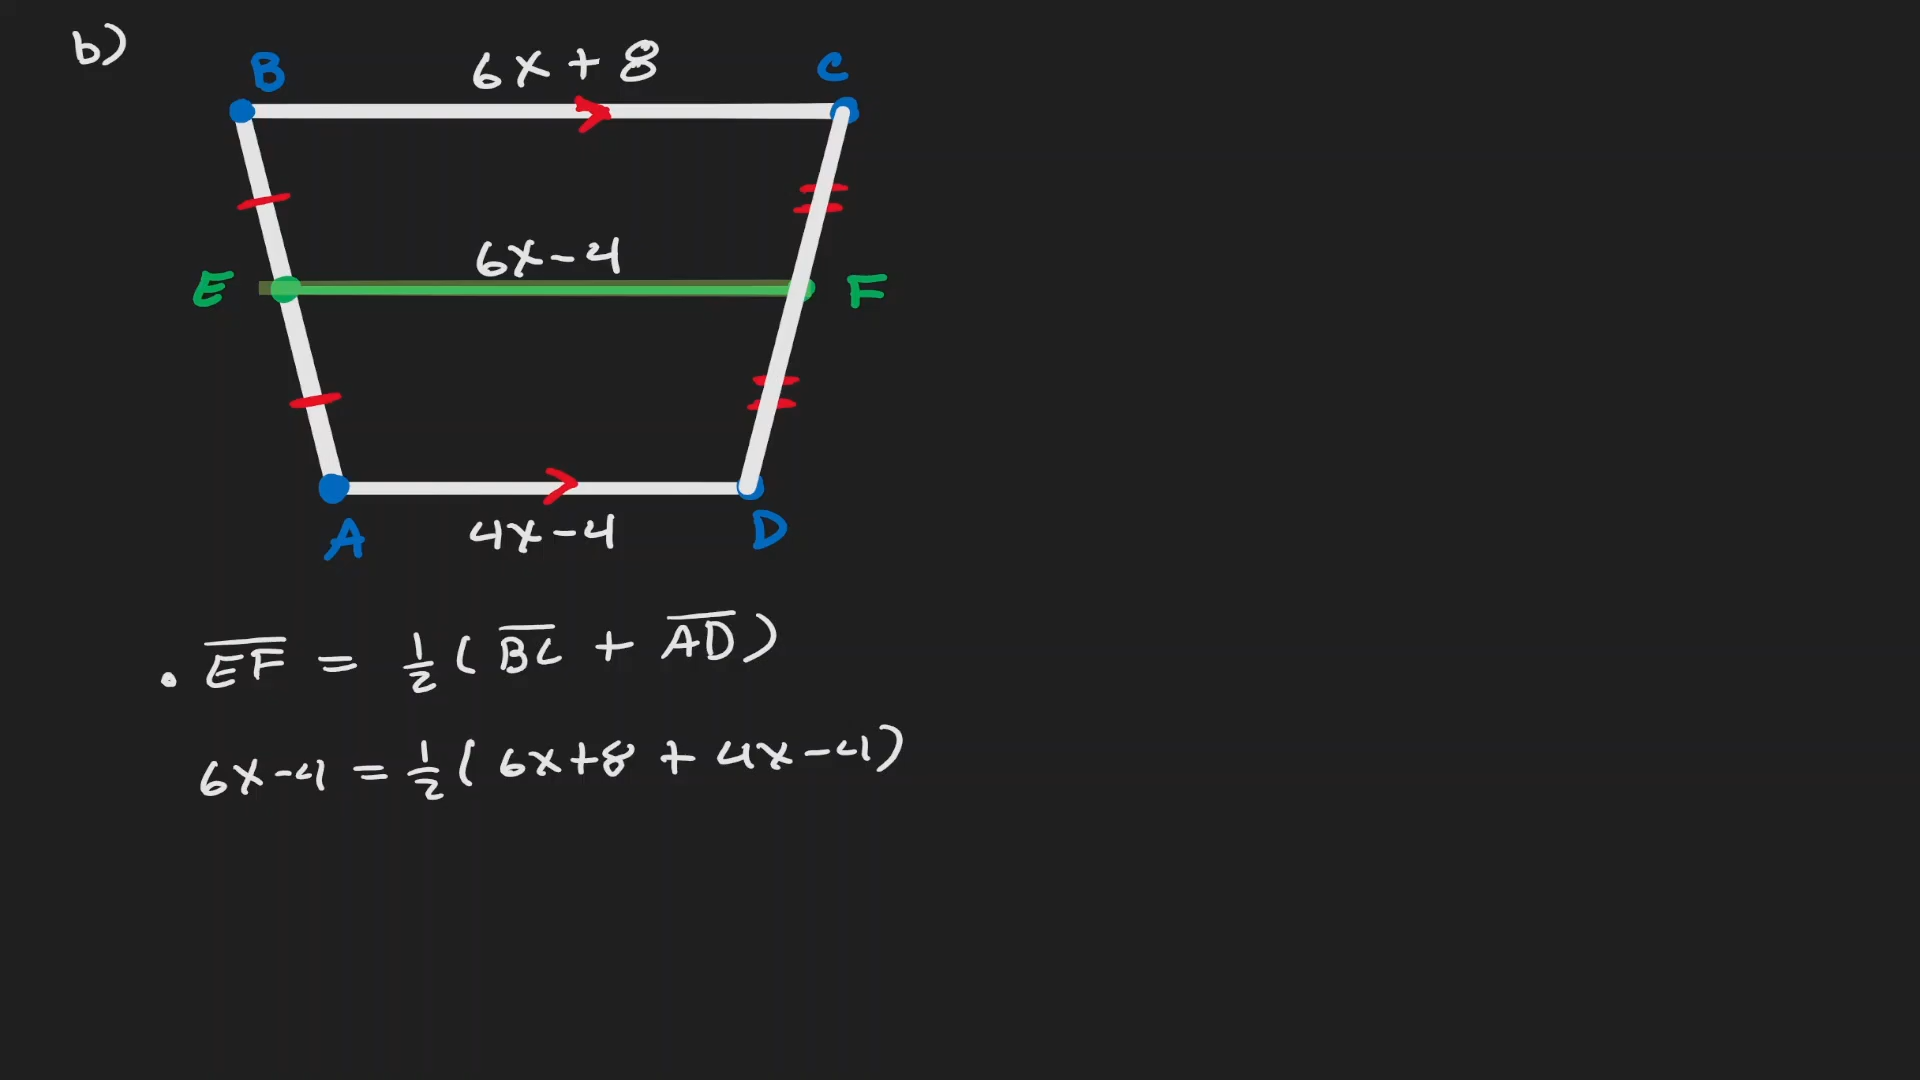 b)
B 6x + 8 C
E 6x - 4 F
4x - 4
A D
. EF = 1/2 ( BC + AD )
6x - 4 = 1/2 ( 6x + 8 + 4x - 4 )